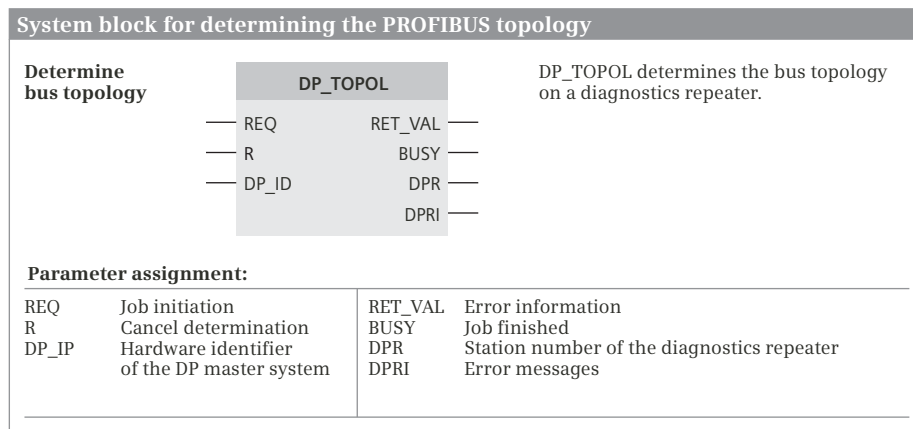 System block for determining the PROFIBUS topology
Determine
bus topology
DP_TOPOL
REQ RET_VAL
R BUSY
DP_ID DPR
DPRI
DP_TOPOL determines the bus topology
on a diagnostics repeater.
Parameter assignment:
REQ Job initiation
R Cancel determination
DP_IP Hardware identifier
of the DP master system
RET_VAL Error information
BUSY Job finished
DPR Station number of the diagnostics repeater
DPRI Error messages